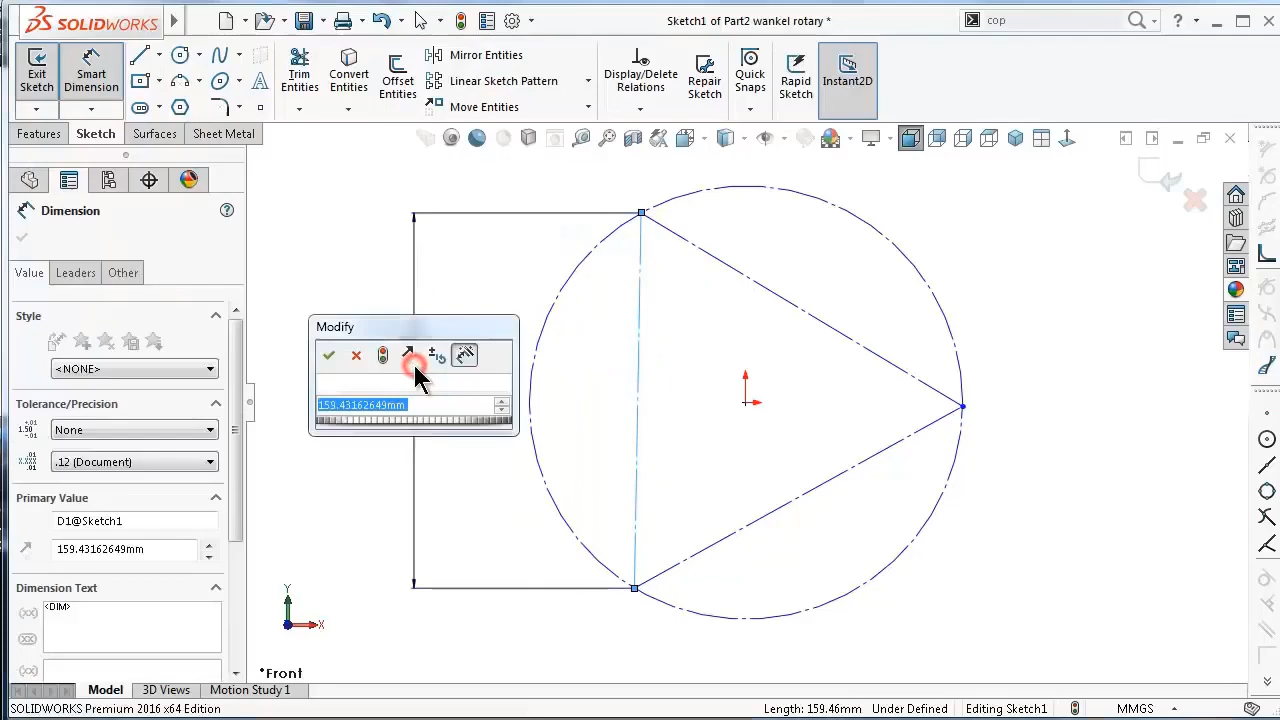 SOLIDWORKS
Sketch1 of Part2 wankel rotary *
cop
Exit Sketch
Smart Dimension
Trim Entities
Convert Entities
Offset Entities
Mirror Entities
Linear Sketch Pattern
Move Entities
Display/Delete Relations
Repair Sketch
Quick Snaps
Rapid Sketch
Instant2D
Features Sketch Surfaces Sheet Metal
Dimension
Value Leaders Other
Style
<NONE>
Tolerance/Precision
None
.12 (Document)
Primary Value
D1@Sketch1
159.43162649mm
Dimension Text
<DIM>
Modify
159.43162649mm
Y
X
*Front
Model 3D Views Motion Study 1
SOLIDWORKS Premium 2016 x64 Edition Length: 159.46mm Under Defined Editing Sketch1 MMGS